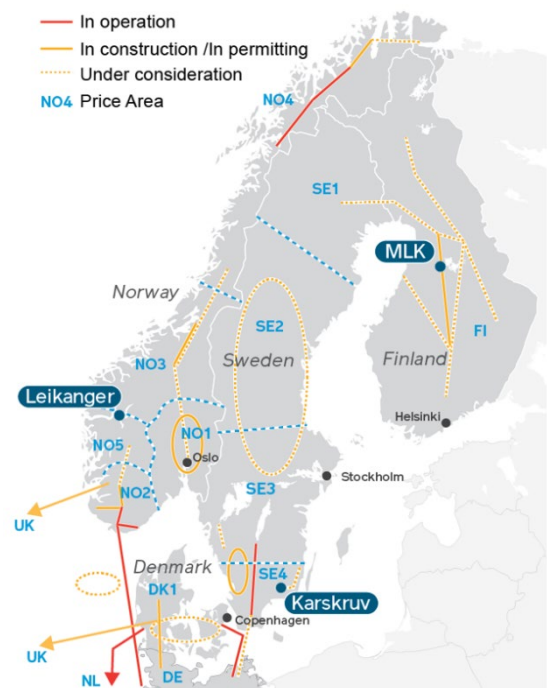 In operation
In construction /In permitting
Under consideration
NO4 Price Area
NO4
SE1
MLK
Norway
SE2
FI
NO3
Sweden
Finland
Leikanger
NO1
Helsinki
NO5
Oslo
Stockholm
NO2
SE3
UK
Denmark
DK1
SE4
Karskruv
Copenhagen
UK
NL
DE